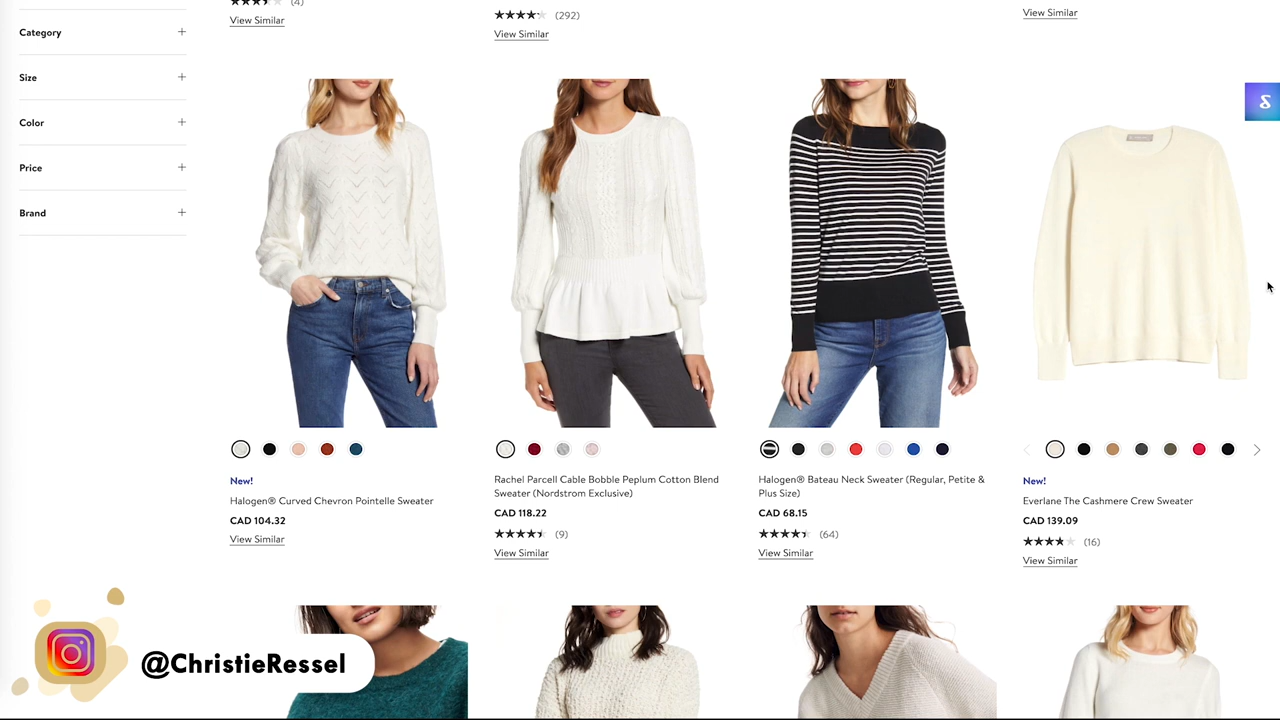 (4)
View Similar
(292)
View Similar
View Similar
Category +
Size +
Color +
Price +
Brand +
New!
Halogen® Curved Chevron Pointelle Sweater
CAD 104.32
View Similar
Rachel Parcell Cable Bobble Peplum Cotton Blend
Sweater (Nordstrom Exclusive)
CAD 118.22
(9)
View Similar
Halogen® Bateau Neck Sweater (Regular, Petite &
Plus Size)
CAD 68.15
(64)
View Similar
New!
Everlane The Cashmere Crew Sweater
CAD 139.09
(16)
View Similar
@ChristieRessel